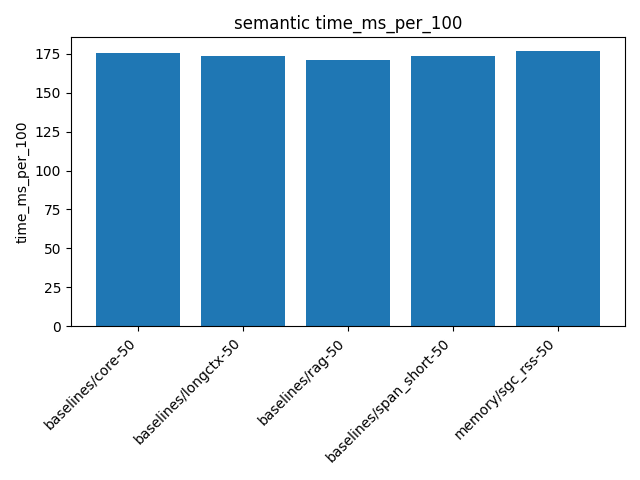 semantic time_ms_per_100
time_ms_per_100
175
150
125
100
75
50
25
0
baselines/core-50
baselines/longctx-50
baselines/rag-50
baselines/span_short-50
memory/sgc_rss-50